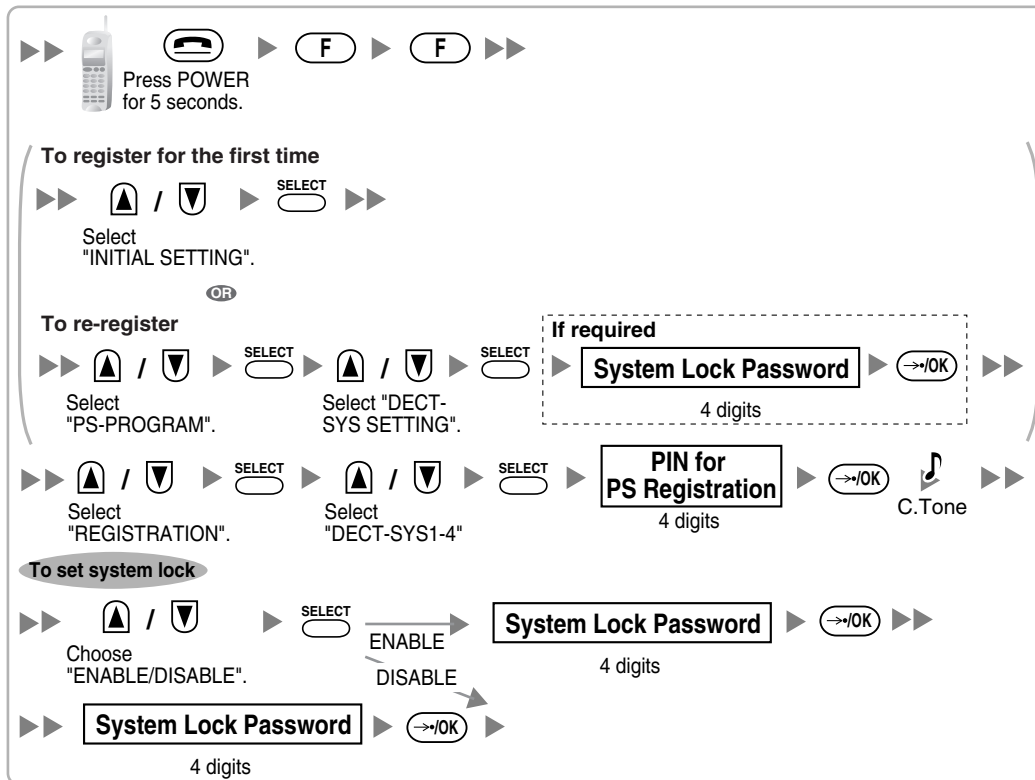 F F
Press POWER
for 5 seconds.
To register for the first time
/ SELECT
Select
"INITIAL SETTING".
OR
To re-register
If required
/ SELECT / SELECT System Lock Password →•/OK
Select
"PS-PROGRAM".
Select "DECT-
SYS SETTING".
4 digits
/ SELECT / SELECT PIN for
PS Registration →•/OK
Select
"REGISTRATION".
Select
"DECT-SYS1-4"
4 digits
C.Tone
To set system lock
/ SELECT ENABLE System Lock Password →•/OK
Choose
"ENABLE/DISABLE".
DISABLE
4 digits
System Lock Password →•/OK
4 digits